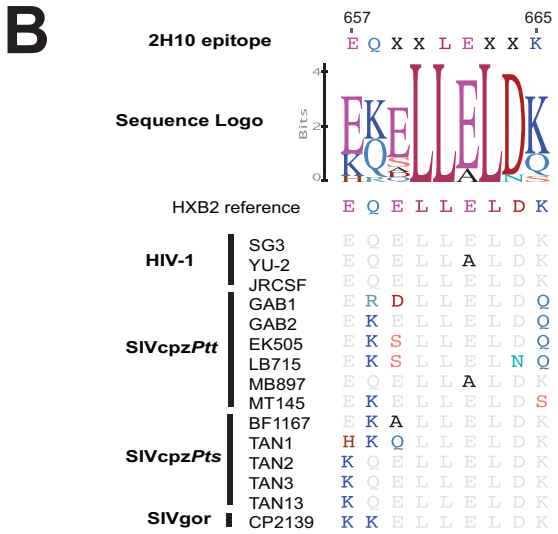 B
657 665
2H10 epitope E Q X X L E X X K
Sequence Logo
Bits
4
2
0
E K E L L E L D K
K Q S A N Q
H R A D S
HXB2 reference E Q E L L E L D K
HIV-1
SG3 E Q E L L E L D K
YU-2 E Q E L L A L D K
JRCSF E Q E L L E L D K
SIVcpzPtt
GAB1 E R D L L E L D Q
GAB2 E K E L L E L D Q
EK505 E K S L L E L D Q
LB715 E K S L L E L N Q
MB897 E Q E L L A L D K
MT145 E K E L L E L D S
SIVcpzPts
BF1167 E K A L L E L D K
TAN1 H K Q L L E L D K
TAN2 K Q E L L E L D K
TAN3 K Q E L L E L D K
TAN13 K Q E L L E L D K
SIVgor
CP2139 K K E L L E L D K